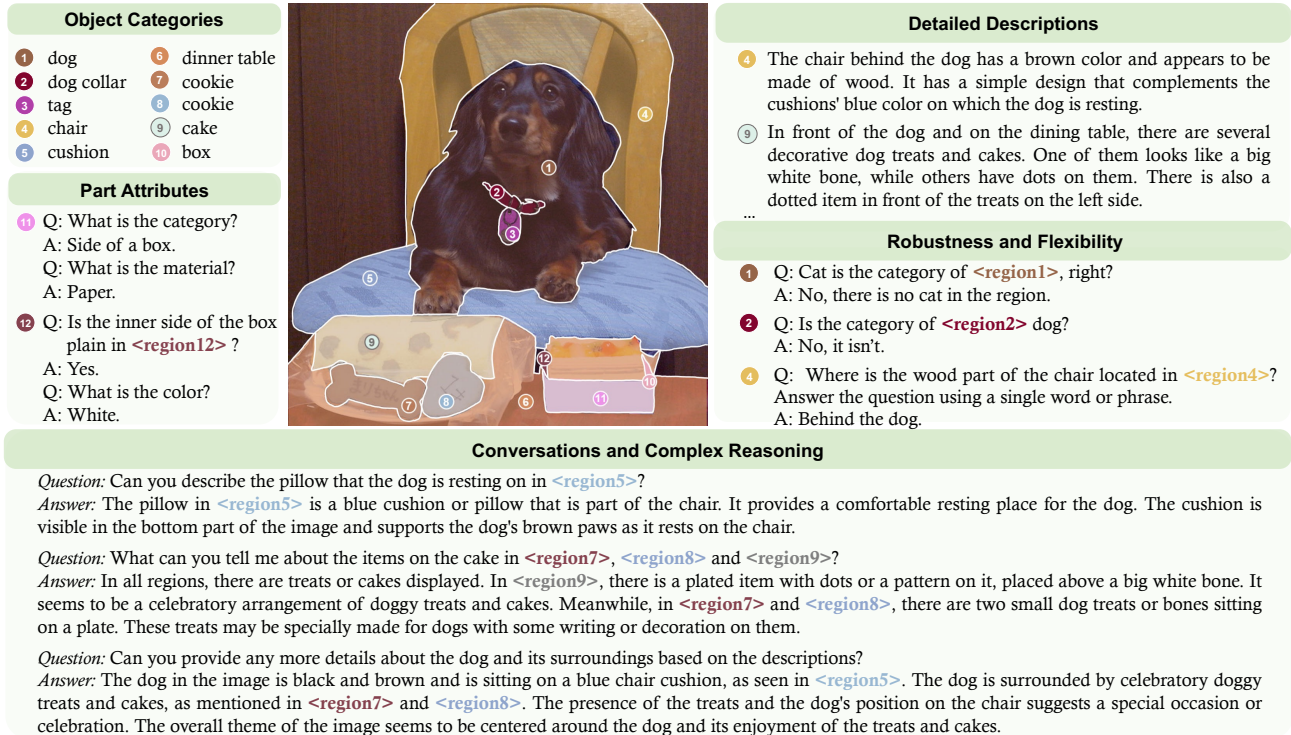 Object Categories
1 dog
2 dog collar
3 tag
4 chair
5 cushion
6 dinner table
7 cookie
8 cookie
9 cake
10 box
Part Attributes
11 Q: What is the category?
A: Side of a box.
Q: What is the material?
A: Paper.
12 Q: Is the inner side of the box
plain in <region12> ?
A: Yes.
Q: What is the color?
A: White.
1
2
3
4
5
6
7
8
9
10
11
12
Detailed Descriptions
4 The chair behind the dog has a brown color and appears to be
made of wood. It has a simple design that complements the
cushions' blue color on which the dog is resting.
9 In front of the dog and on the dining table, there are several
decorative dog treats and cakes. One of them looks like a big
white bone, while others have dots on them. There is also a
dotted item in front of the treats on the left side.
...
Robustness and Flexibility
1 Q: Cat is the category of <region1>, right?
A: No, there is no cat in the region.
2 Q: Is the category of <region2> dog?
A: No, it isn't.
4 Q: Where is the wood part of the chair located in <region4>?
Answer the question using a single word or phrase.
A: Behind the dog.
Conversations and Complex Reasoning
Question: Can you describe the pillow that the dog is resting on in <region5>?
Answer: The pillow in <region5> is a blue cushion or pillow that is part of the chair. It provides a comfortable resting place for the dog. The cushion is
visible in the bottom part of the image and supports the dog's brown paws as it rests on the chair.
Question: What can you tell me about the items on the cake in <region7>, <region8> and <region9>?
Answer: In all regions, there are treats or cakes displayed. In <region9>, there is a plated item with dots or a pattern on it, placed above a big white bone. It
seems to be a celebratory arrangement of doggy treats and cakes. Meanwhile, in <region7> and <region8>, there are two small dog treats or bones sitting
on a plate. These treats may be specially made for dogs with some writing or decoration on them.
Question: Can you provide any more details about the dog and its surroundings based on the descriptions?
Answer: The dog in the image is black and brown and is sitting on a blue chair cushion, as seen in <region5>. The dog is surrounded by celebratory doggy
treats and cakes, as mentioned in <region7> and <region8>. The presence of the treats and the dog's position on the chair suggests a special occasion or
celebration. The overall theme of the image seems to be centered around the dog and its enjoyment of the treats and cakes.